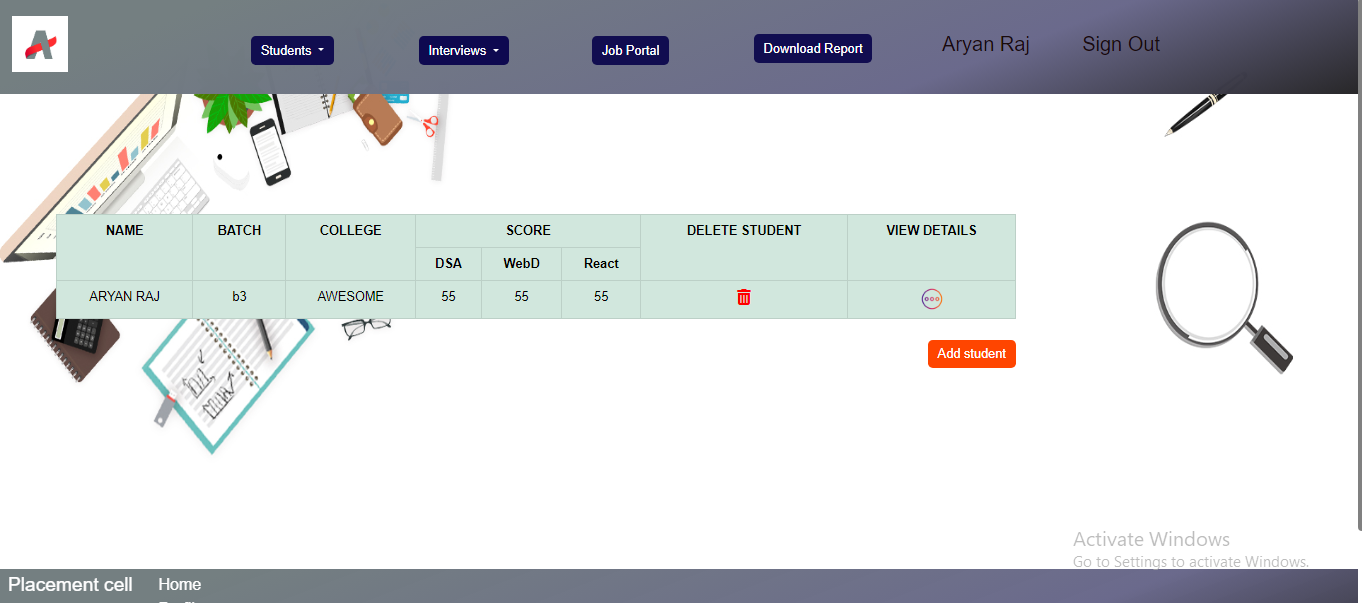 Students Interviews Job Portal Download Report Aryan Raj Sign Out
NAME BATCH COLLEGE SCORE DELETE STUDENT VIEW DETAILS
DSA WebD React
ARYAN RAJ b3 AWESOME 55 55 55
Add student
Activate Windows
Go to Settings to activate Windows.
Placement cell Home